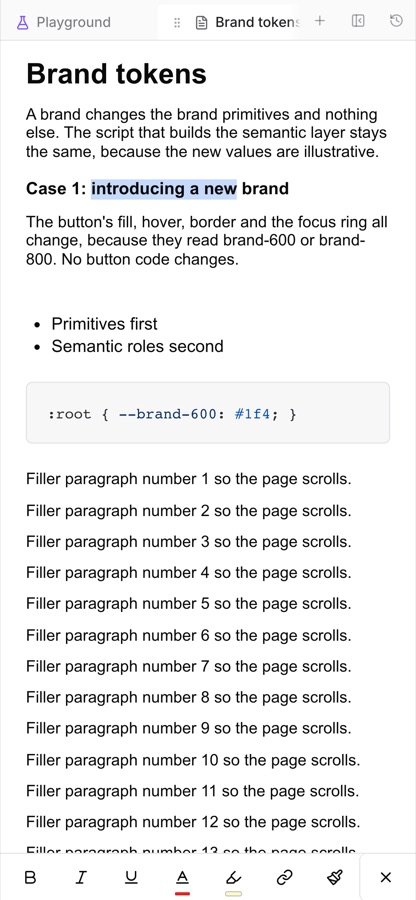 Playground
Brand tokens
Brand tokens
A brand changes the brand primitives and nothing
else. The script that builds the semantic layer stays
the same, because the new values are illustrative.
Case 1: introducing a new brand
The button's fill, hover, border and the focus ring all
change, because they read brand-600 or brand-
800. No button code changes.
• Primitives first
• Semantic roles second
:root { --brand-600: #1f4; }
Filler paragraph number 1 so the page scrolls.
Filler paragraph number 2 so the page scrolls.
Filler paragraph number 3 so the page scrolls.
Filler paragraph number 4 so the page scrolls.
Filler paragraph number 5 so the page scrolls.
Filler paragraph number 6 so the page scrolls.
Filler paragraph number 7 so the page scrolls.
Filler paragraph number 8 so the page scrolls.
Filler paragraph number 9 so the page scrolls.
Filler paragraph number 10 so the page scrolls.
Filler paragraph number 11 so the page scrolls.
Filler paragraph number 12 so the page scrolls.
Filler paragraph number 13 so the page scrolls.
B I U A